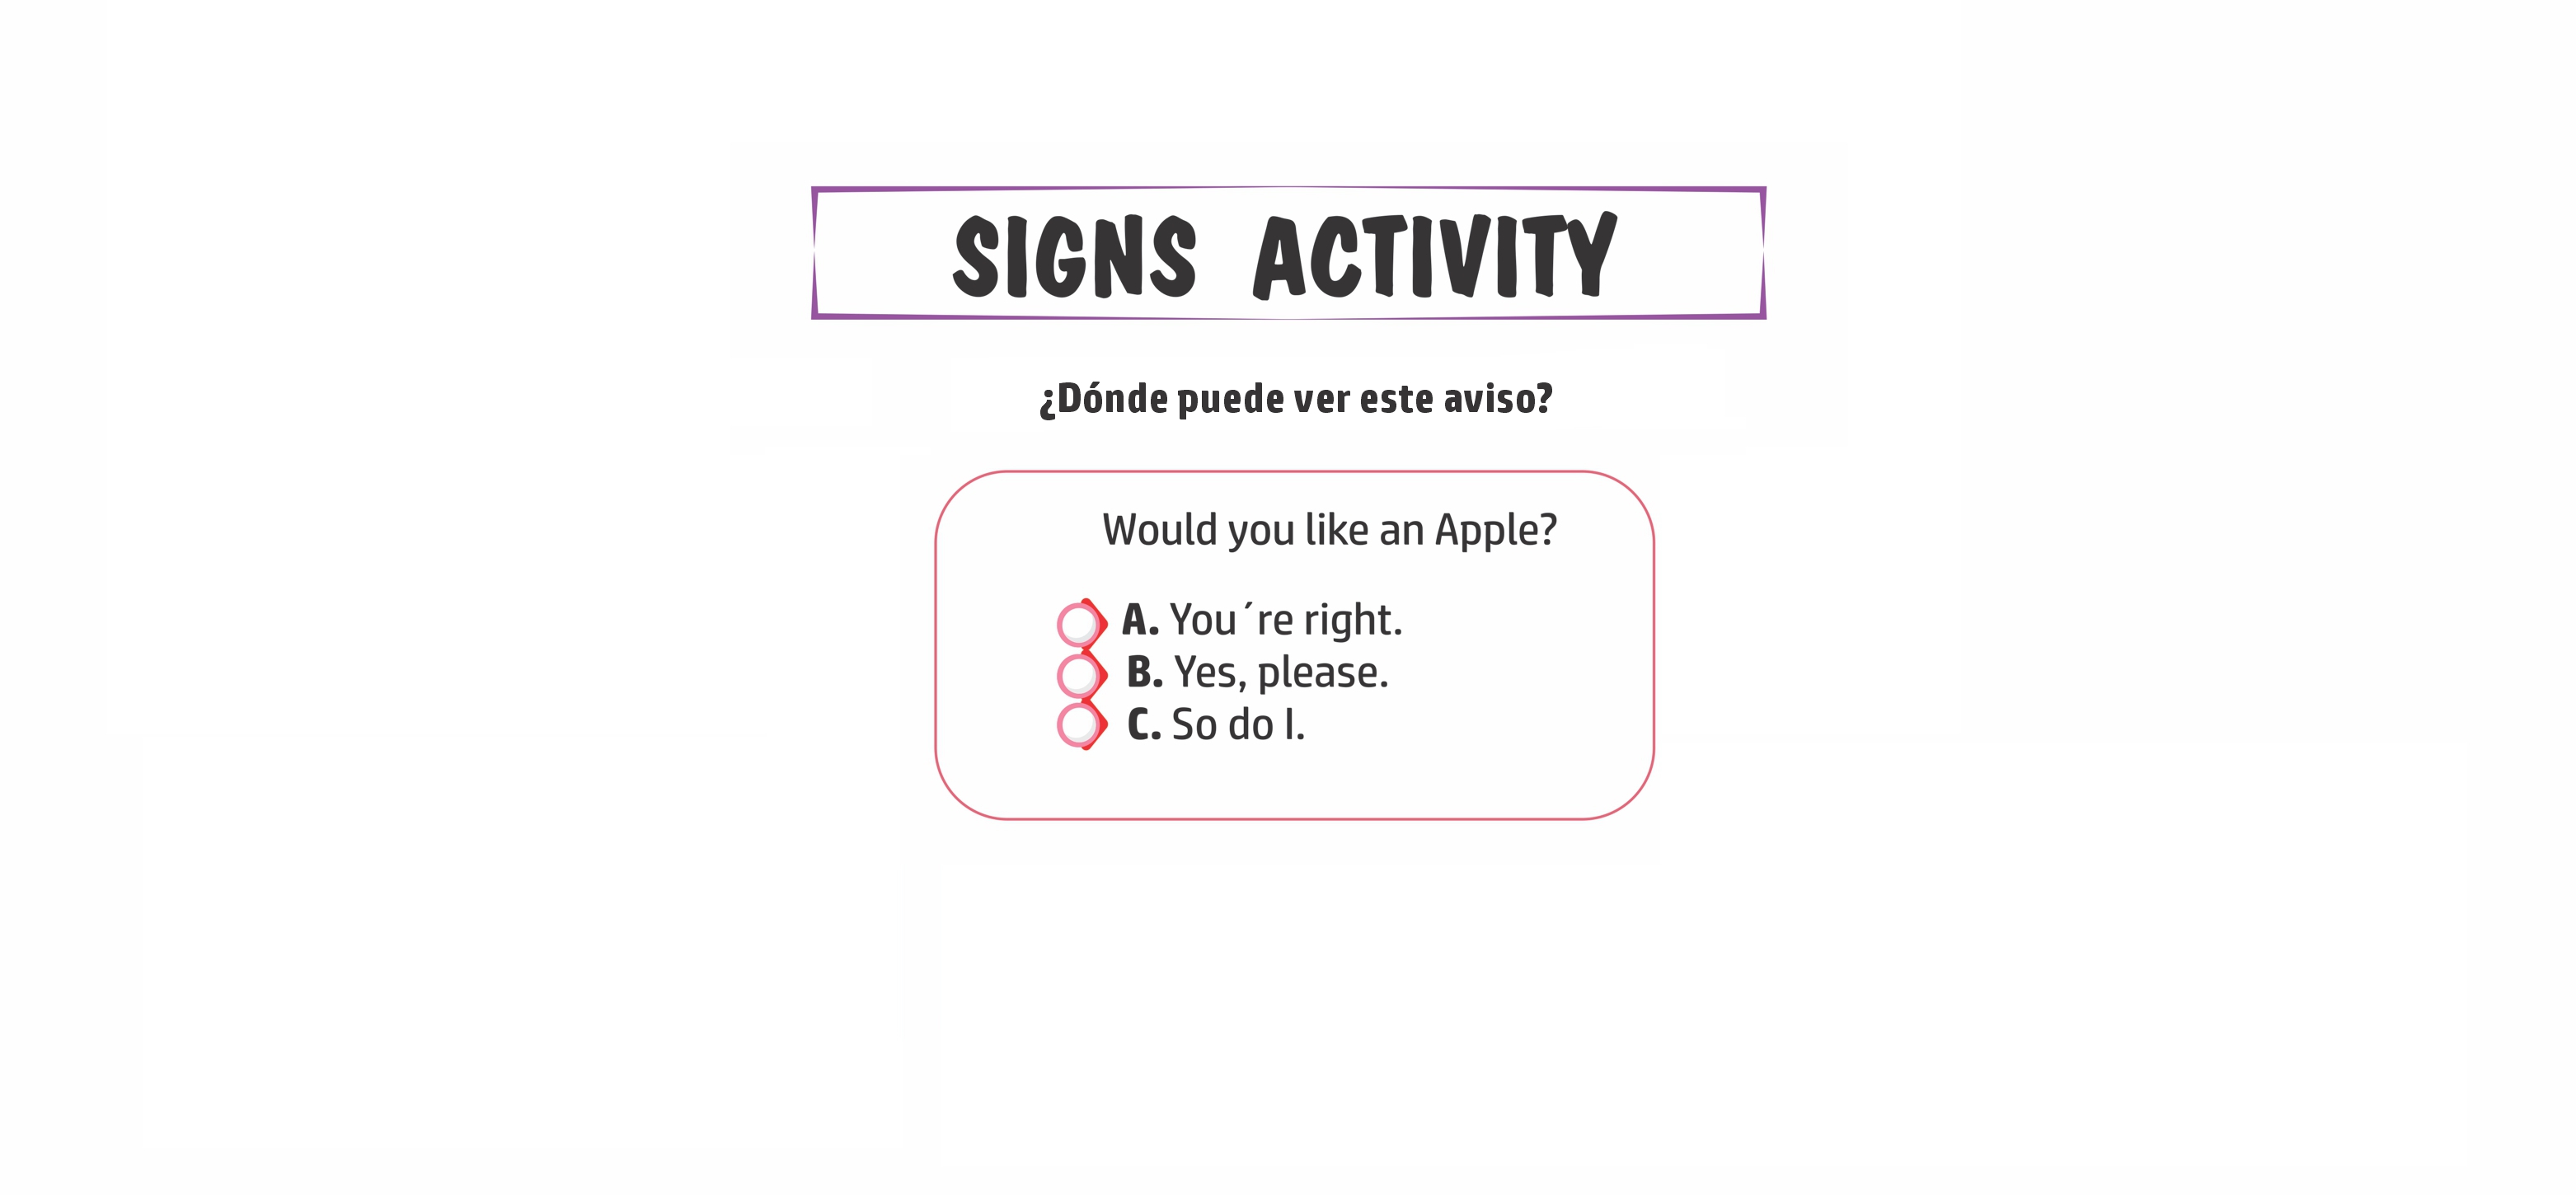 SIGNS ACTIVITY
¿Dónde puede ver este aviso?
Would you like an Apple?
A. You´re right.
B. Yes, please.
C. So do I.